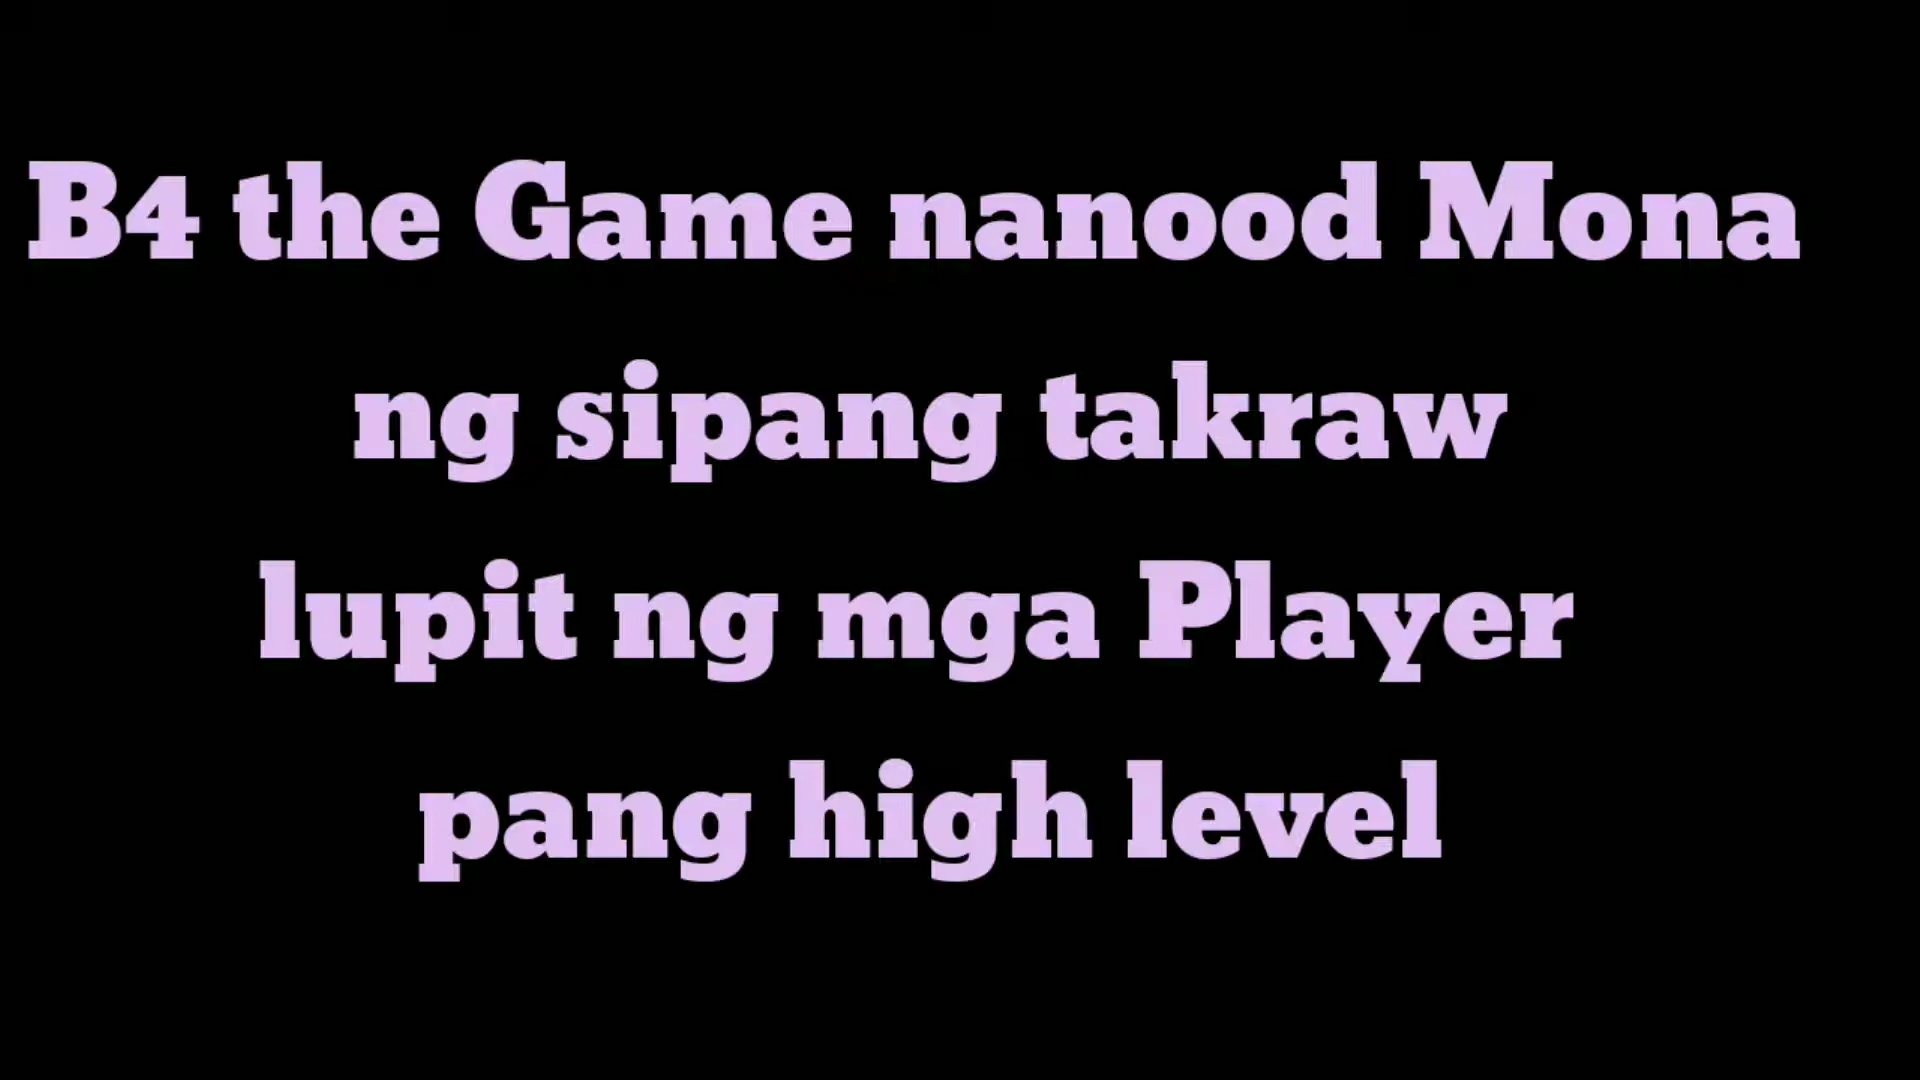 B4 the Game nanood Mona
ng sipang takraw
lupit ng mga Player
pang high level